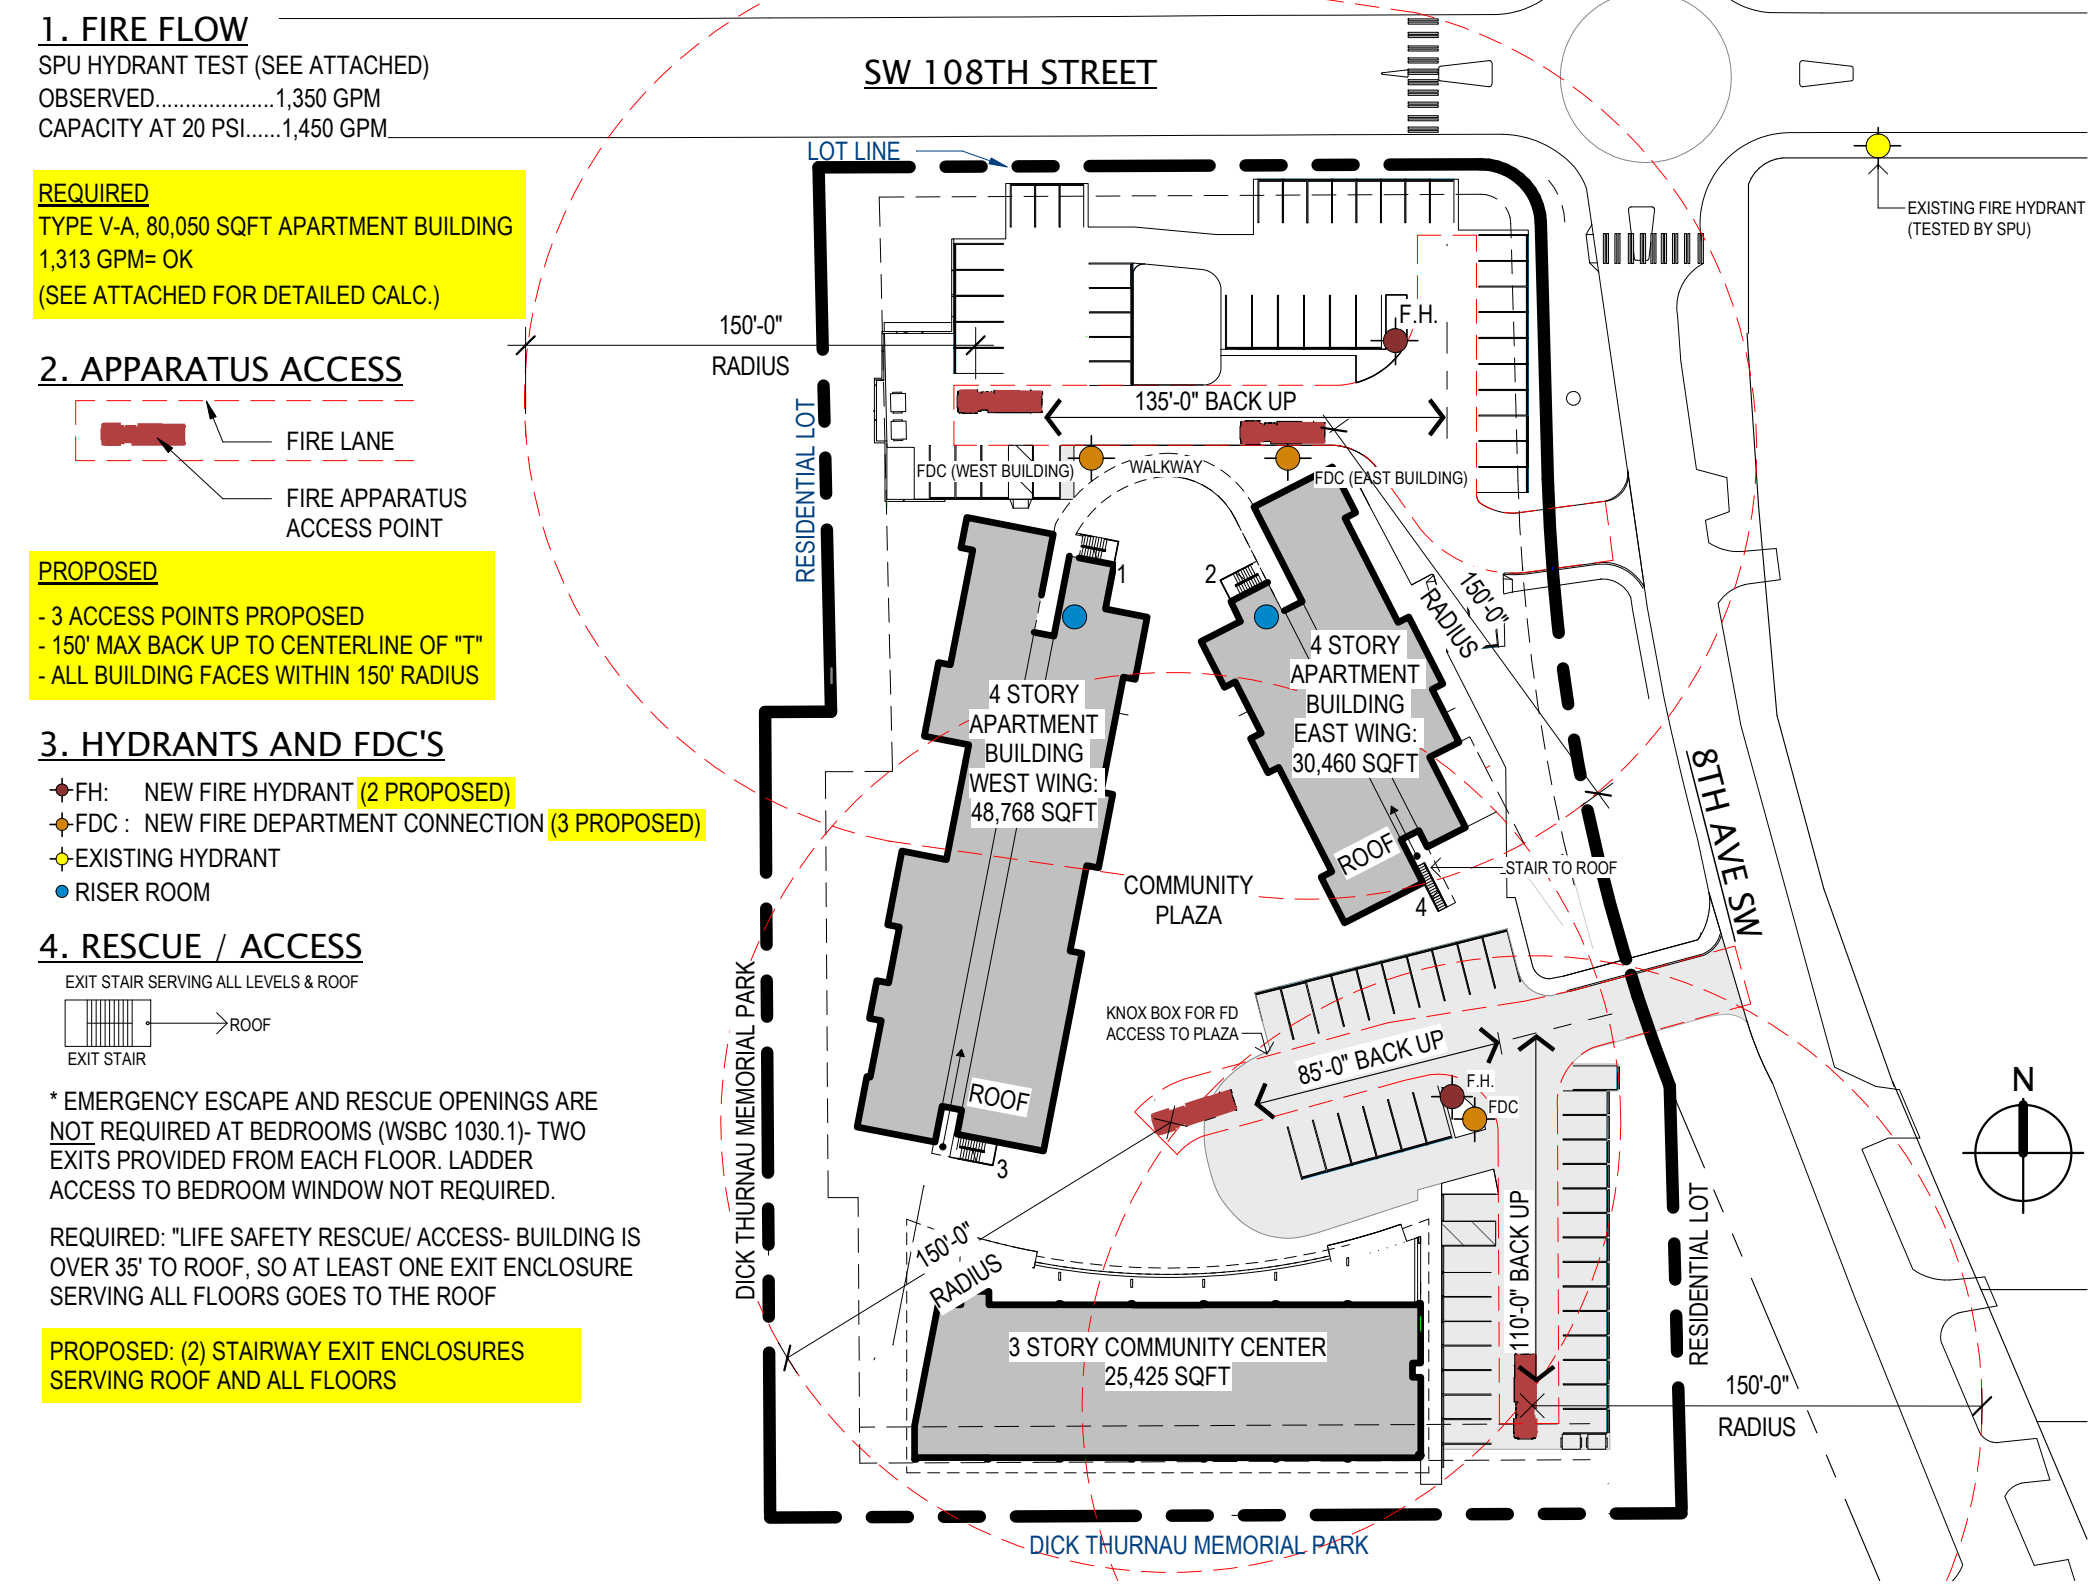 1. FIRE FLOW
SPU HYDRANT TEST (SEE ATTACHED)
OBSERVED....................1,350 GPM
CAPACITY AT 20 PSI......1,450 GPM
REQUIRED
TYPE V-A, 80,050 SQFT APARTMENT BUILDING
1,313 GPM= OK
(SEE ATTACHED FOR DETAILED CALC.)
2. APPARATUS ACCESS
FIRE LANE
FIRE APPARATUS
ACCESS POINT
PROPOSED
- 3 ACCESS POINTS PROPOSED
- 150' MAX BACK UP TO CENTERLINE OF "T"
- ALL BUILDING FACES WITHIN 150' RADIUS
3. HYDRANTS AND FDC'S
FH: NEW FIRE HYDRANT (2 PROPOSED)
FDC : NEW FIRE DEPARTMENT CONNECTION (3 PROPOSED)
EXISTING HYDRANT
RISER ROOM
4. RESCUE / ACCESS
EXIT STAIR SERVING ALL LEVELS & ROOF
ROOF
EXIT STAIR
* EMERGENCY ESCAPE AND RESCUE OPENINGS ARE
NOT REQUIRED AT BEDROOMS (WSBC 1030.1)- TWO
EXITS PROVIDED FROM EACH FLOOR. LADDER
ACCESS TO BEDROOM WINDOW NOT REQUIRED.
REQUIRED: "LIFE SAFETY RESCUE/ ACCESS- BUILDING IS
OVER 35' TO ROOF, SO AT LEAST ONE EXIT ENCLOSURE
SERVING ALL FLOORS GOES TO THE ROOF
PROPOSED: (2) STAIRWAY EXIT ENCLOSURES
SERVING ROOF AND ALL FLOORS
SW 108TH STREET
LOT LINE
EXISTING FIRE HYDRANT
(TESTED BY SPU)
150'-0"
RADIUS
F.H.
135'-0" BACK UP
RESIDENTIAL LOT
FDC (WEST BUILDING)
WALKWAY
FDC (EAST BUILDING)
1
2
150'-0"
RADIUS
4 STORY
APARTMENT
BUILDING
EAST WING:
30,460 SQFT
4 STORY
APARTMENT
BUILDING
WEST WING:
48,768 SQFT
8TH AVE SW
ROOF
STAIR TO ROOF
4
COMMUNITY
PLAZA
DICK THURNAU MEMORIAL PARK
KNOX BOX FOR FD
ACCESS TO PLAZA
85'-0" BACK UP
F.H.
FDC
ROOF
3
N
150'-0"
RADIUS
110'-0" BACK UP
RESIDENTIAL LOT
3 STORY COMMUNITY CENTER
25,425 SQFT
150'-0"
RADIUS
DICK THURNAU MEMORIAL PARK